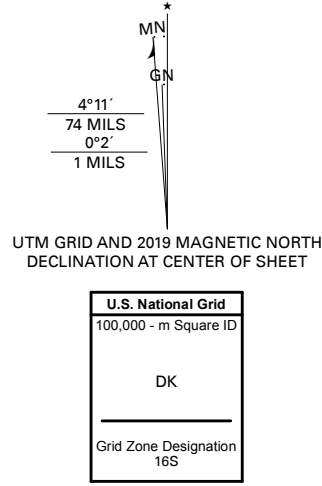 MN
GN
4°11´
74 MILS
0°2´
1 MILS
UTM GRID AND 2019 MAGNETIC NORTH
DECLINATION AT CENTER OF SHEET
U.S. National Grid
100,000 - m Square ID
DK
Grid Zone Designation
16S